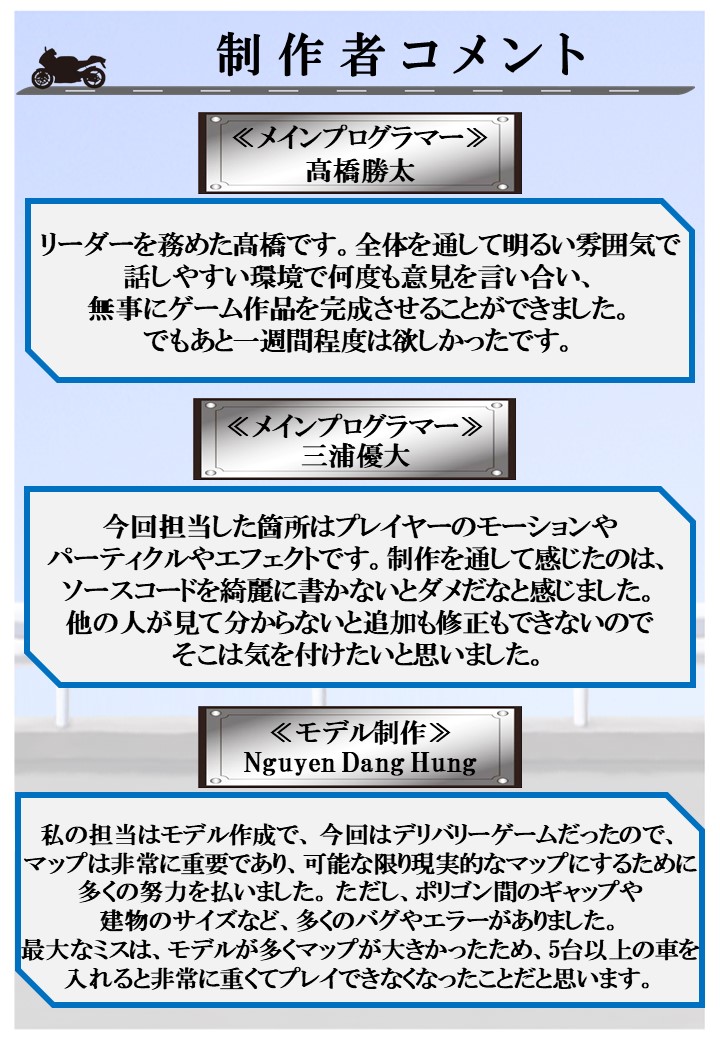 制作者コメント
≪メインプログラマー≫
髙橋勝太
リーダーを務めた髙橋です。全体を通して明るい雰囲気で
話しやすい環境で何度も意見を言い合い、
無事にゲーム作品を完成させることができました。
でもあと一週間程度は欲しかったです。
≪メインプログラマー≫
三浦優大
今回担当した箇所はプレイヤーのモーションや
パーティクルやエフェクトです。制作を通して感じたのは、
ソースコードを綺麗に書かないとダメだなと感じました。
他の人が見て分からないと追加も修正もできないので
そこは気を付けたいと思いました。
≪モデル制作≫
Nguyen Dang Hung
私の担当はモデル作成で、今回はデリバリーゲームだったので、
マップは非常に重要であり、可能な限り現実的なマップにするために
多くの努力を払いました。ただし、ポリゴン間のギャップや
建物のサイズなど、多くのバグやエラーがありました。
最大なミスは、モデルが多くマップが大きかったため、5台以上の車を
入れると非常に重くてプレイできなくなったことだと思います。